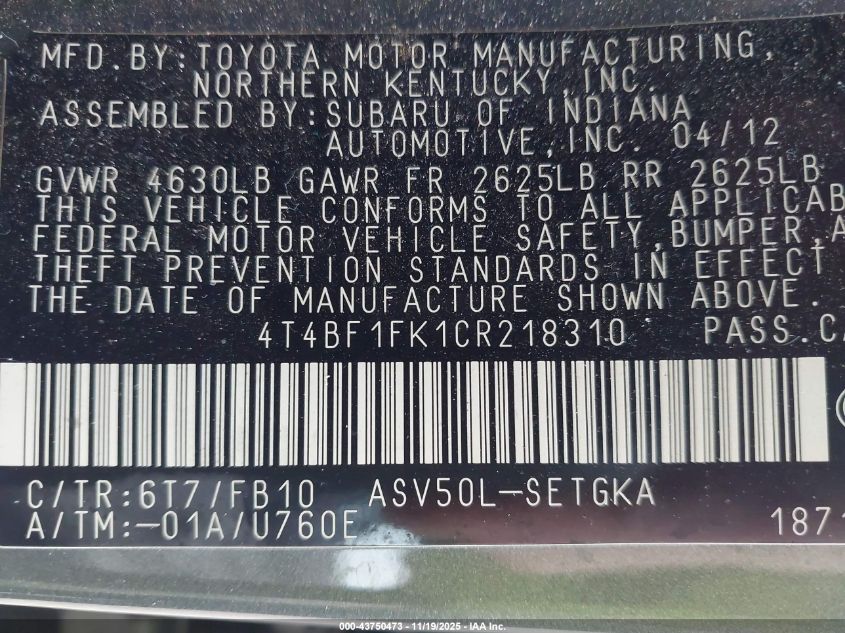 MFD.BY:TOYOTA MOTOR MANUFACTURING,
NORTHERN KENTUCKY,INC.
ASSEMBLED BY:SUBARU OF INDIANA
AUTOMOTIVE,INC. 04/12
GVWR 4630LB GAWR FR 2625LB RR 2625LB
THIS VEHICLE CONFORMS TO ALL APPLICAB
FEDERAL MOTOR VEHICLE SAFETY,BUMPER,A
THEFT PREVENTION STANDARDS IN EFFECT
THE DATE OF MANUFACTURE SHOWN ABOVE.
4T4BF1FK1CR218310 PASS.CA
C/TR:6T7/FB10 ASV50L-SETGKA
A/TM:-01A/U760E 1871
000-43750473 - 11/19/2025 - IAA Inc.